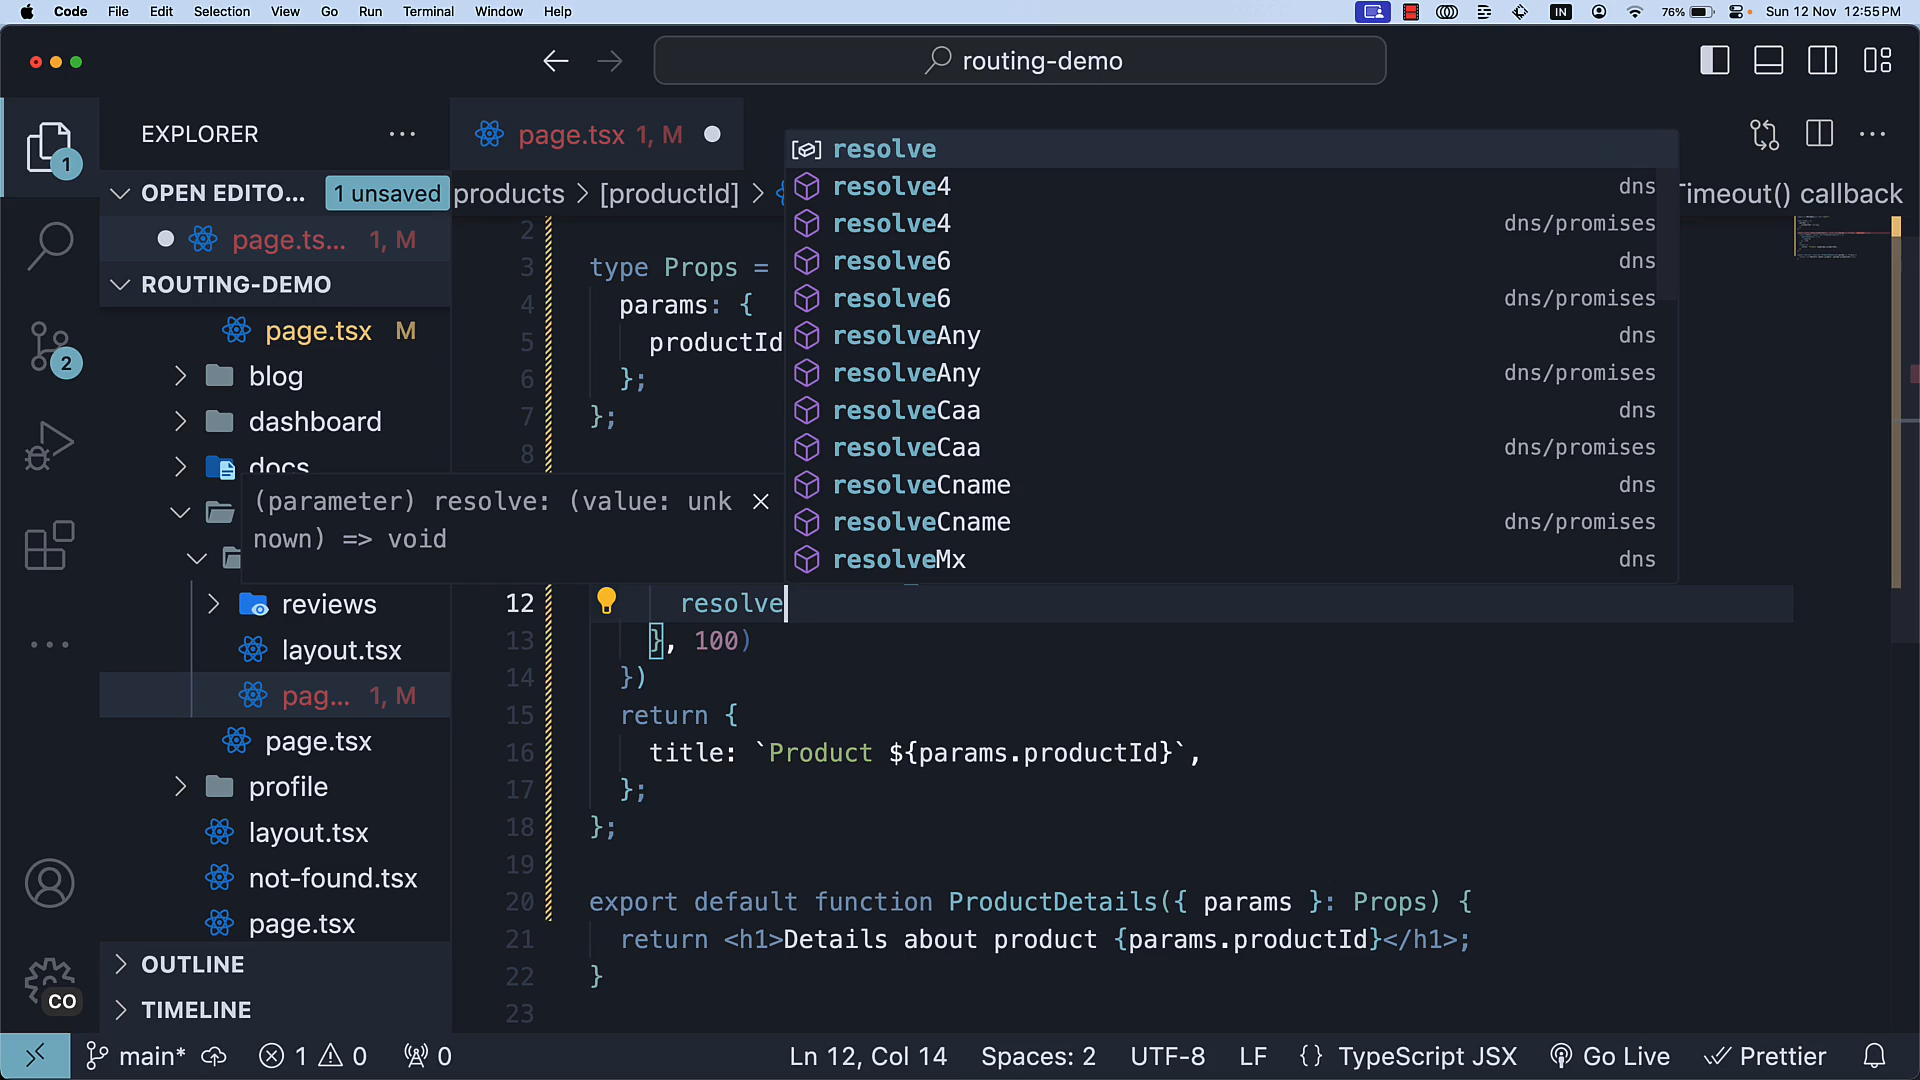 Code File Edit Selection View Go Run Terminal Window Help IN 76% Sun 12 Nov 12:55 PM
routing-demo
EXPLORER
page.tsx 1, M
1
OPEN EDITO... 1 unsaved
products > [productId] >
Timeout() callback
page.ts... 1, M
ROUTING-DEMO
page.tsx M
2
blog
dashboard
docs
reviews
layout.tsx
pag... 1, M
page.tsx
profile
layout.tsx
not-found.tsx
page.tsx
OUTLINE
TIMELINE
CO
resolve
resolve4 dns
resolve4 dns/promises
resolve6 dns
resolve6 dns/promises
resolveAny dns
resolveAny dns/promises
resolveCaa dns
resolveCaa dns/promises
resolveCname dns
resolveCname dns/promises
resolveMx dns
(parameter) resolve: (value: unk
nown) => void
2
3 type Props =
4 params: {
5 productId
6 };
7 };
8
12 resolve
13 }, 100)
14 })
15 return {
16 title: `Product ${params.productId}`,
17 };
18 };
19
20 export default function ProductDetails({ params }: Props) {
21 return <h1>Details about product {params.productId}</h1>;
22 }
23
main* 1 0 0 Ln 12, Col 14 Spaces: 2 UTF-8 LF {} TypeScript JSX Go Live Prettier